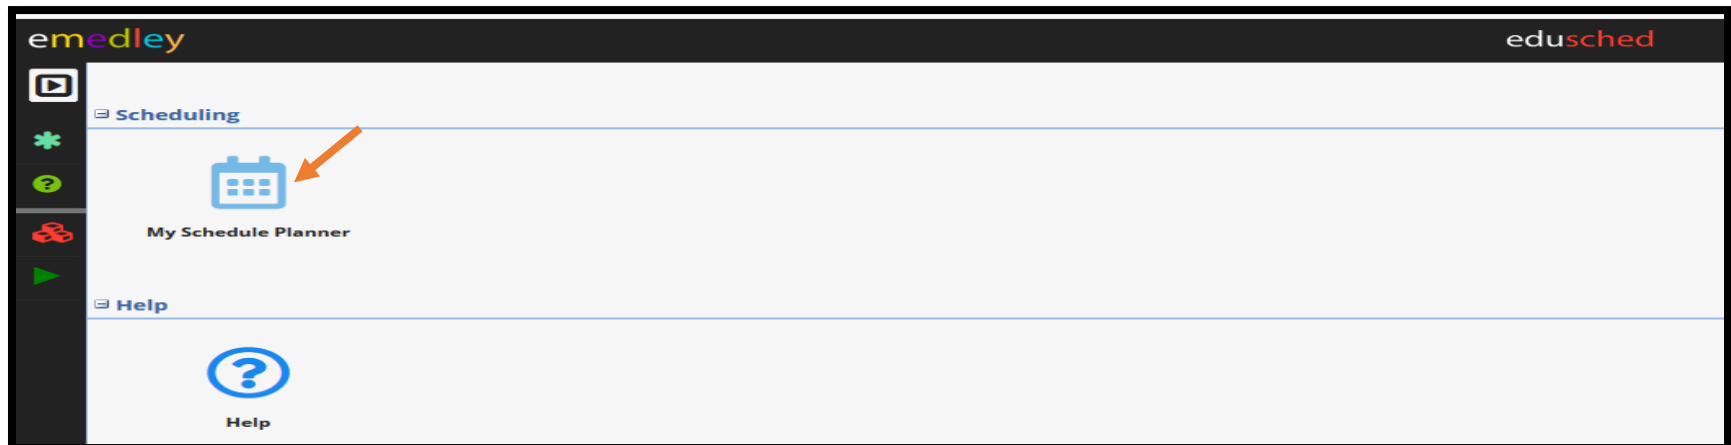 emedley
edusched
Scheduling
My Schedule Planner
Help
Help